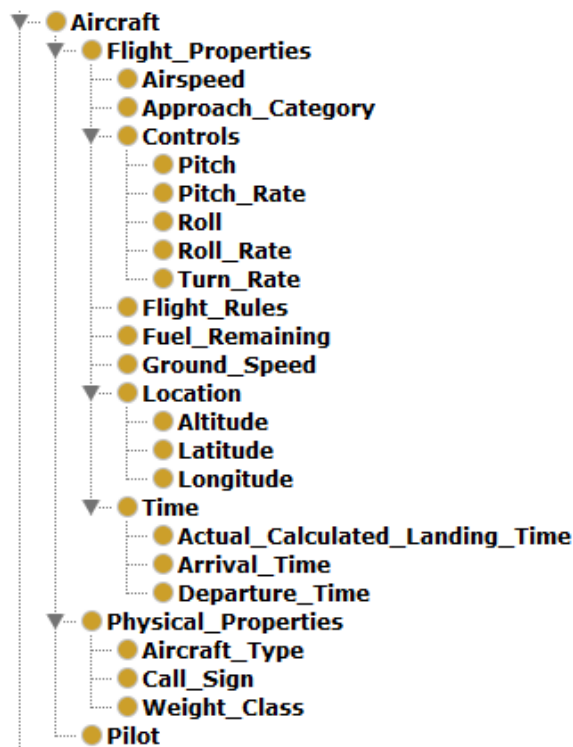 Aircraft
Flight_Properties
Airspeed
Approach_Category
Controls
Pitch
Pitch_Rate
Roll
Roll_Rate
Turn_Rate
Flight_Rules
Fuel_Remaining
Ground_Speed
Location
Altitude
Latitude
Longitude
Time
Actual_Calculated_Landing_Time
Arrival_Time
Departure_Time
Physical_Properties
Aircraft_Type
Call_Sign
Weight_Class
Pilot